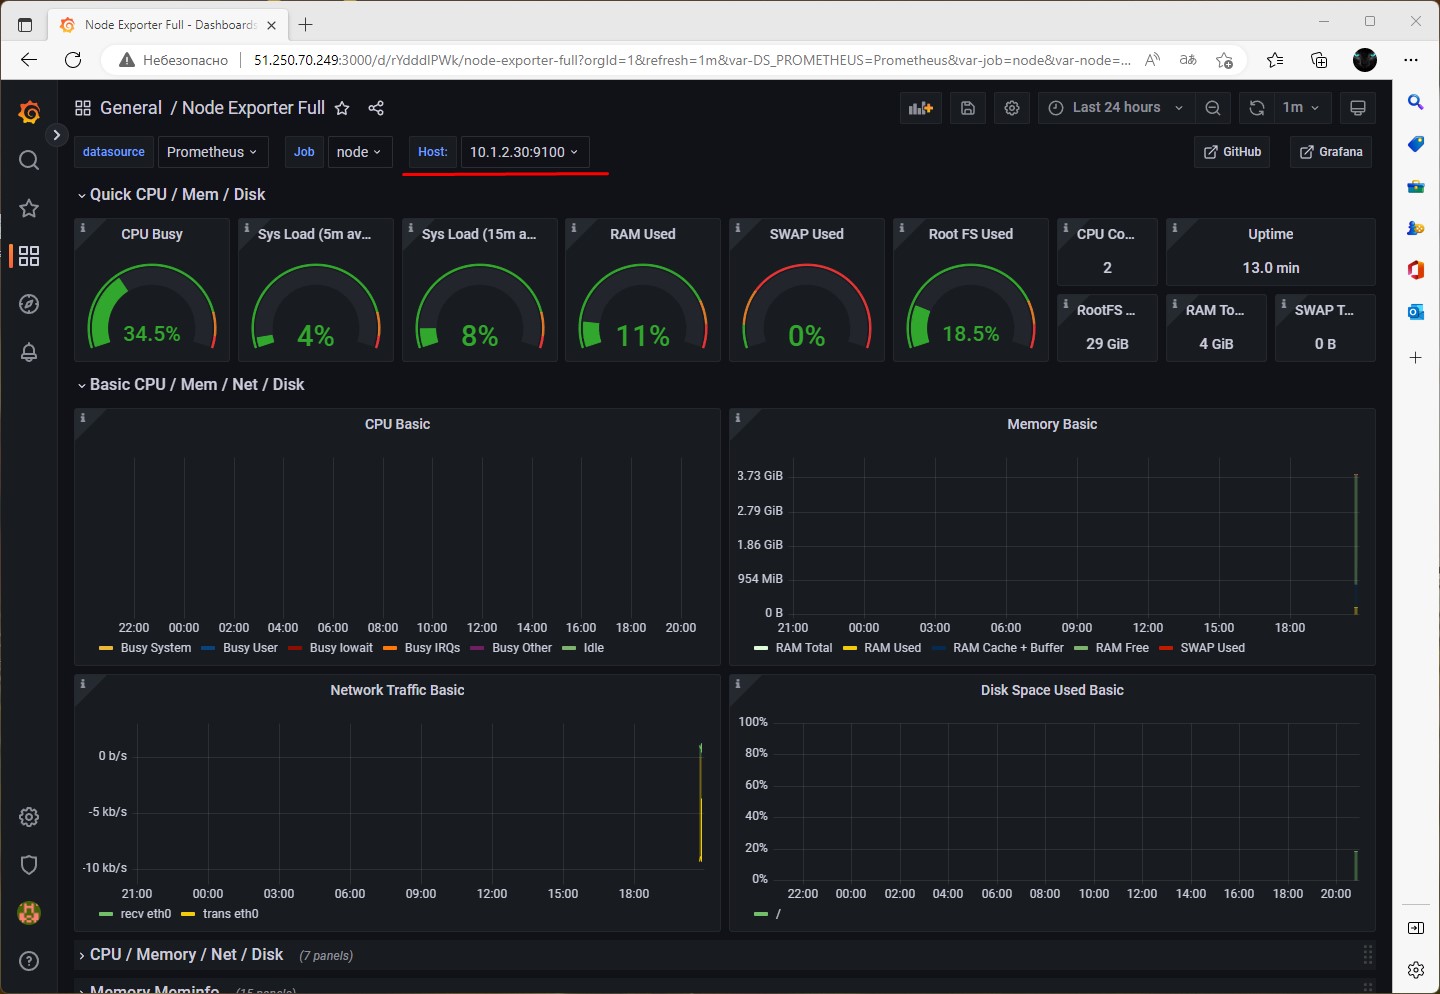 Node Exporter Full - Dashboards
Небезопасно
51.250.70.249:3000/d/rYdddlPWk/node-exporter-full?orgId=1&refresh=1m&var-DS_PROMETHEUS=Prometheus&var-job=node&var-node=...
General / Node Exporter Full
Last 24 hours
1m
datasource Prometheus Job node Host: 10.1.2.30:9100
GitHub Grafana
Quick CPU / Mem / Disk
CPU Busy
34.5%
Sys Load (5m av...
4%
Sys Load (15m a...
8%
RAM Used
11%
SWAP Used
0%
Root FS Used
18.5%
CPU Co...
2
Uptime
13.0 min
RootFS ...
29 GiB
RAM To...
4 GiB
SWAP T...
0 B
Basic CPU / Mem / Net / Disk
CPU Basic
22:00 00:00 02:00 04:00 06:00 08:00 10:00 12:00 14:00 16:00 18:00 20:00
Busy System Busy User Busy Iowait Busy IRQs Busy Other Idle
Memory Basic
3.73 GiB
2.79 GiB
1.86 GiB
954 MiB
0 B
21:00 00:00 03:00 06:00 09:00 12:00 15:00 18:00
RAM Total RAM Used RAM Cache + Buffer RAM Free SWAP Used
Network Traffic Basic
0 b/s
-5 kb/s
-10 kb/s
21:00 00:00 03:00 06:00 09:00 12:00 15:00 18:00
recv eth0 trans eth0
Disk Space Used Basic
100%
80%
60%
40%
20%
0%
22:00 00:00 02:00 04:00 06:00 08:00 10:00 12:00 14:00 16:00 18:00 20:00
/
CPU / Memory / Net / Disk (7 panels)
Memory Meminfo (15 panels)